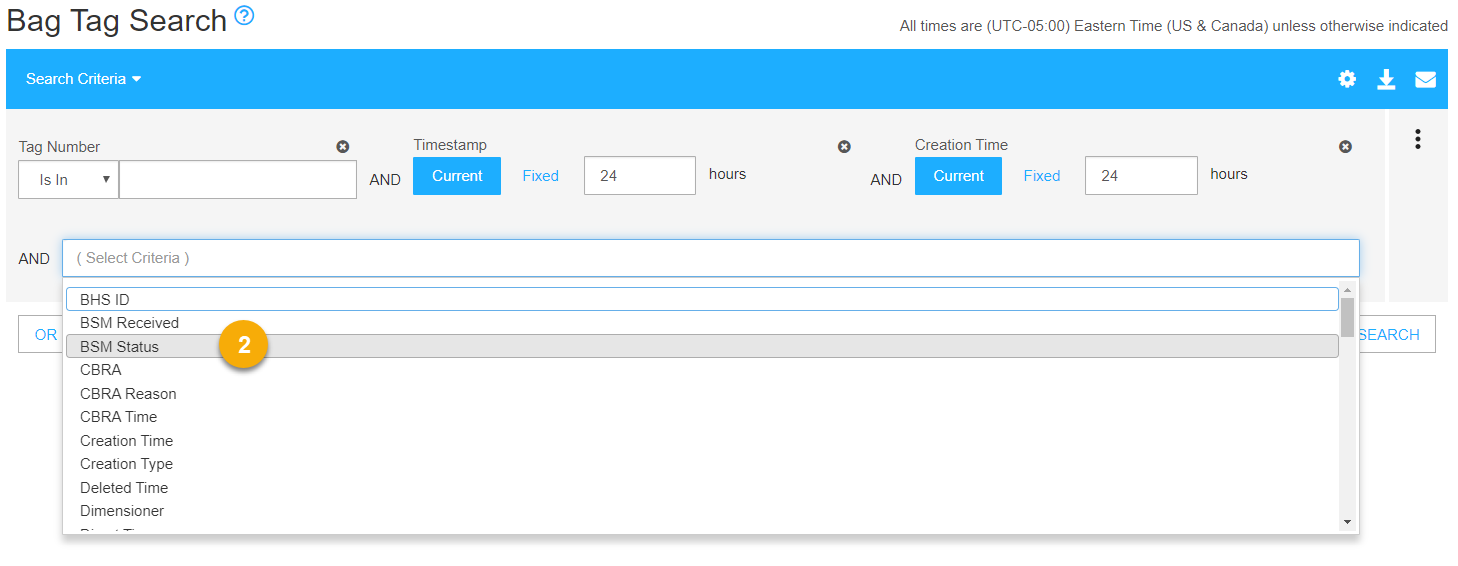 Bag Tag Search ?
All times are (UTC-05:00) Eastern Time (US & Canada) unless otherwise indicated
Search Criteria
Tag Number
Timestamp
Creation Time
Is In
AND
Current
Fixed
24
hours
AND
Current
Fixed
24
hours
AND
( Select Criteria )
BHS ID
BSM Received
OR
BSM Status
2
SEARCH
CBRA
CBRA Reason
CBRA Time
Creation Time
Creation Type
Deleted Time
Dimensioner